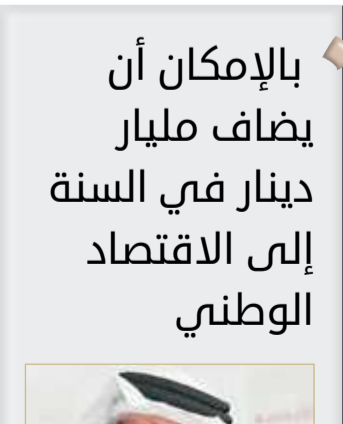 بالإمكان أن
يضاف مليار
دينار في السنة
إلى الاقتصاد
الوطني